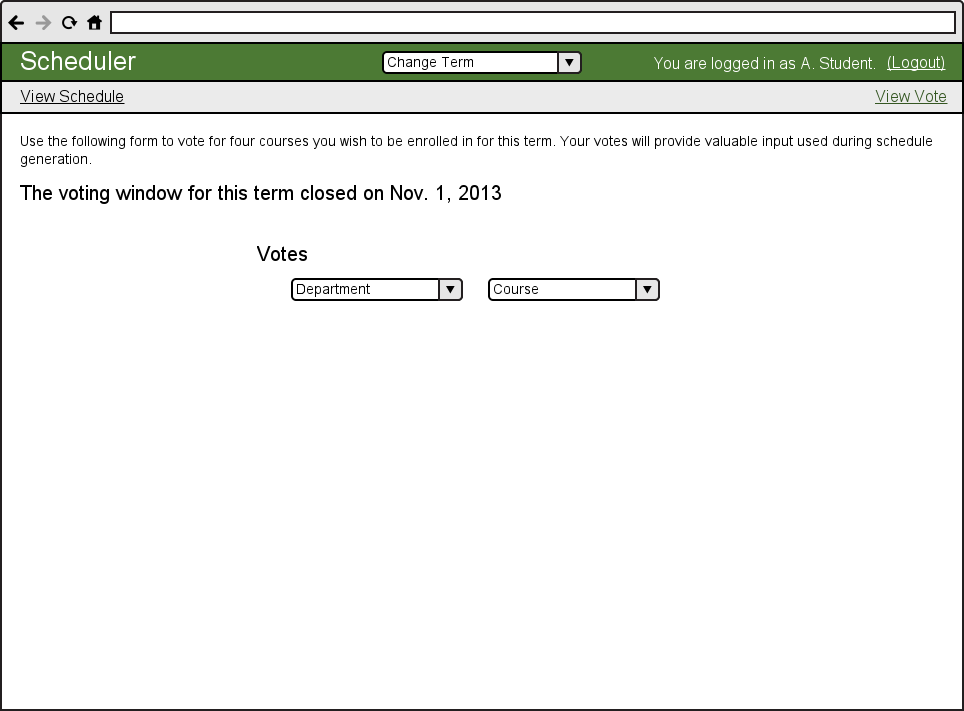 Scheduler
Change Term
You are logged in as A. Student. (Logout)
View Schedule
View Vote
Use the following form to vote for four courses you wish to be enrolled in for this term. Your votes will provide valuable input used during schedule
generation.
The voting window for this term closed on Nov. 1, 2013
Votes
Department
Course